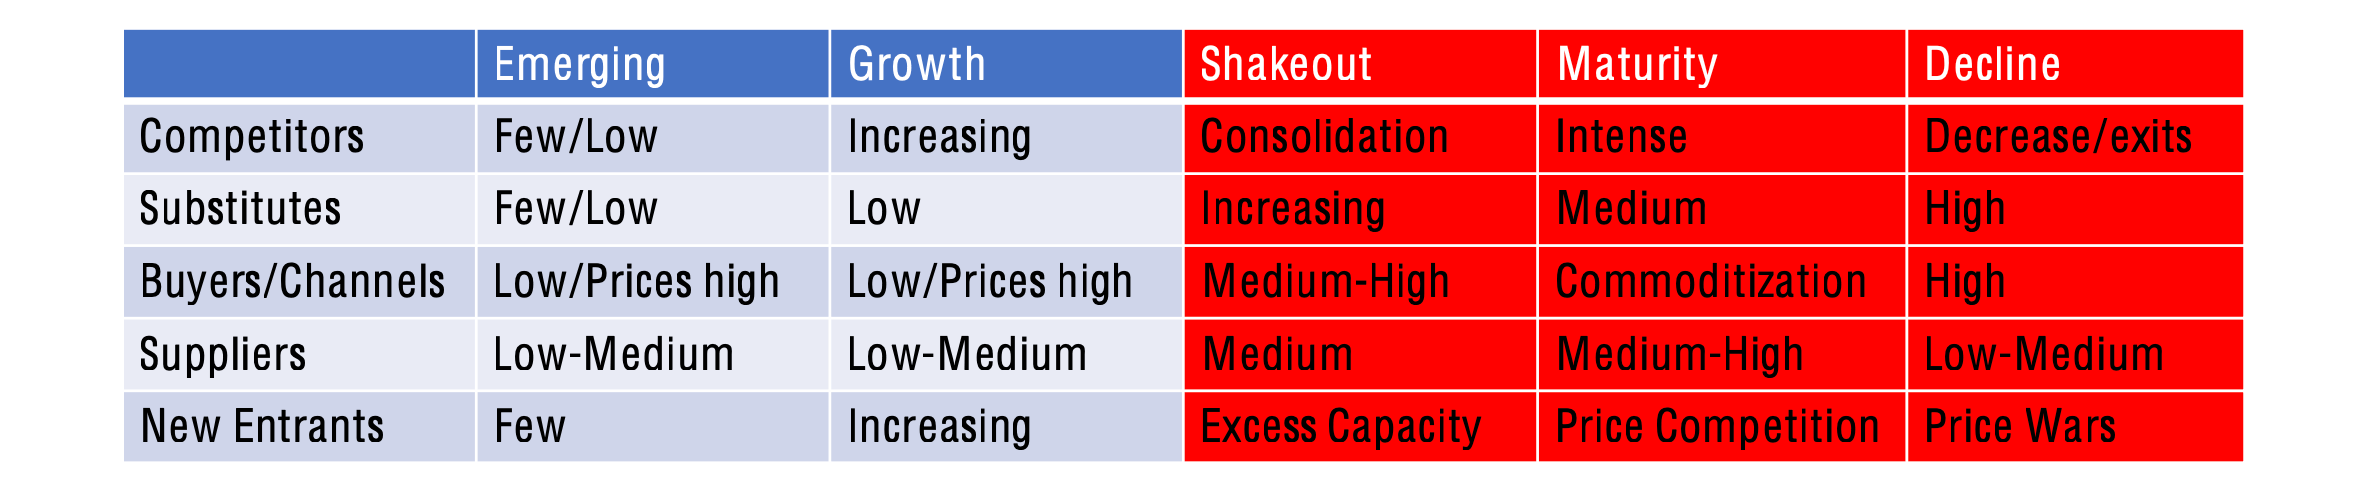 Emerging Growth Shakeout Maturity Decline
Competitors Few/Low Increasing Consolidation Intense Decrease/exits
Substitutes Few/Low Low Increasing Medium High
Buyers/Channels Low/Prices high Low/Prices high Medium-High Commoditization High
Suppliers Low-Medium Low-Medium Medium Medium-High Low-Medium
New Entrants Few Increasing Excess Capacity Price Competition Price Wars